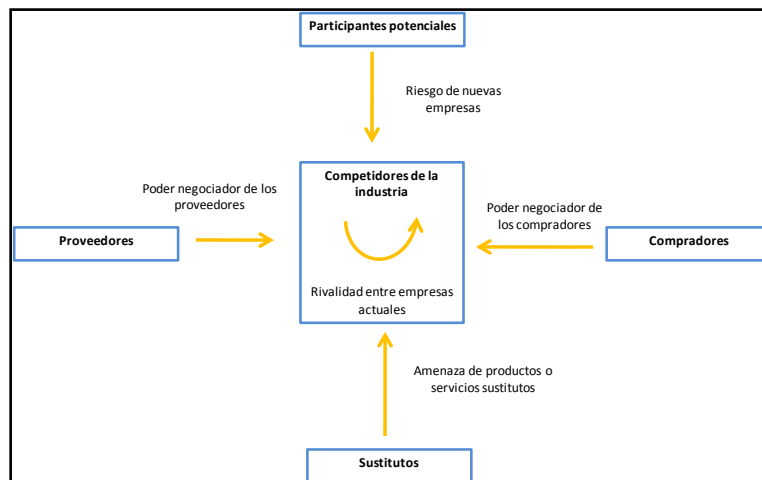 Participantes potenciales
Riesgo de nuevas
empresas
Competidores de la
industria
Poder negociador de los
proveedores
Poder negociador de
los compradores
Proveedores
Compradores
Rivalidad entre empresas
actuales
Amenaza de productos o
servicios sustitutos
Sustitutos